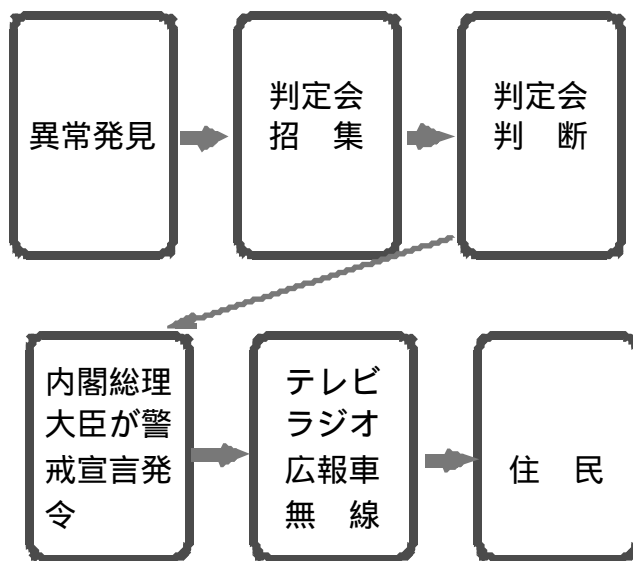 異常発見
判定会
招　集
判定会
判　断
内閣総理
大臣が警
戒宣言発
令
テレビ
ラジオ
広報車
無　線
住　民